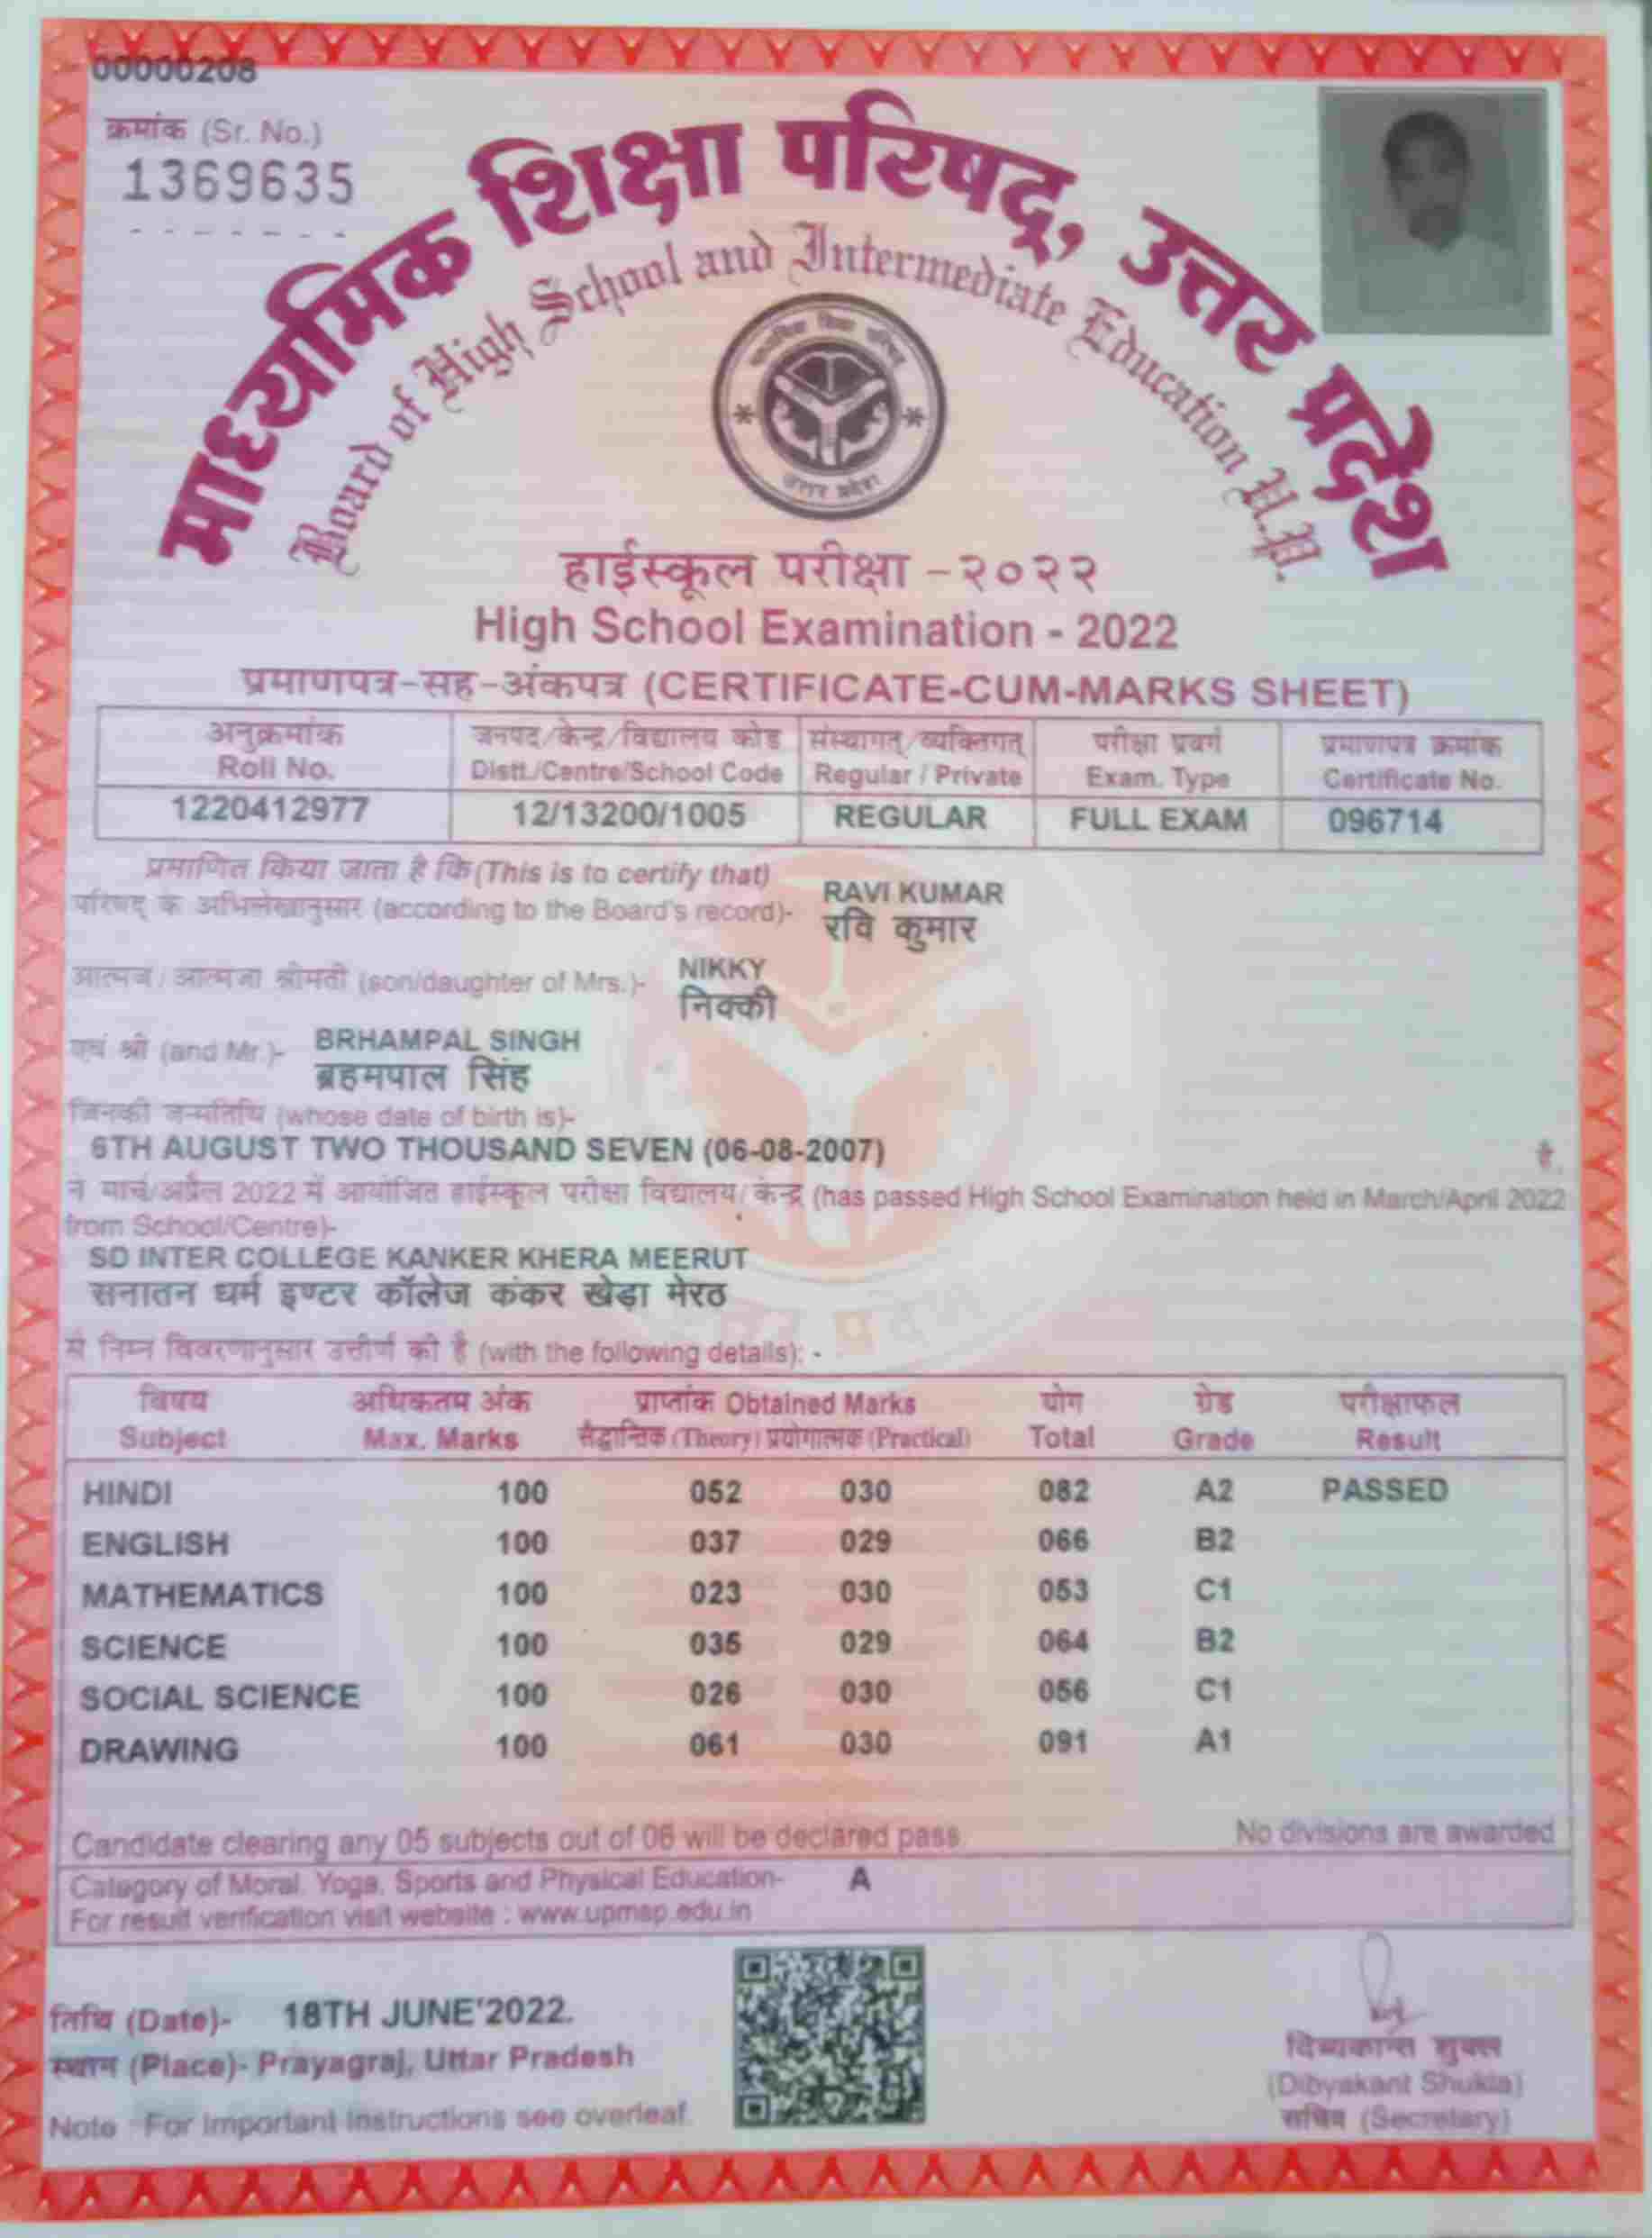 00000208
क्रमांक (Sr. No.)
1369635
माध्यमिक शिक्षा परिषद्, उत्तर प्रदेश
Board of High School and Intermediate Education U.P.
उत्तर प्रदेश
हाईस्कूल परीक्षा -२०२२
High School Examination - 2022
प्रमाणपत्र-सह-अंकपत्र (CERTIFICATE-CUM-MARKS SHEET)
अनुक्रमांक जनपद/केन्द्र/विद्यालय कोड संस्थागत/व्यक्तिगत परीक्षा प्रवर्ग प्रमाणपत्र क्रमांक
Roll No. Distt./Centre/School Code Regular / Private Exam. Type Certificate No.
1220412977 12/13200/1005 REGULAR FULL EXAM 096714
प्रमाणित किया जाता है कि (This is to certify that)
परिषद् के अभिलेखानुसार (according to the Board's record)- RAVI KUMAR
रवि कुमार
आत्मज/आत्मजा श्रीमती (son/daughter of Mrs.)- NIKKY
निक्की
एवं श्री (and Mr.)- BRHAMPAL SINGH
ब्रहमपाल सिंह
जिनकी जन्मतिथि (whose date of birth is)-
6TH AUGUST TWO THOUSAND SEVEN (06-08-2007) है,
ने मार्च/अप्रैल 2022 में आयोजित हाईस्कूल परीक्षा विद्यालय/केन्द्र (has passed High School Examination held in March/April 2022
from School/Centre)-
SD INTER COLLEGE KANKER KHERA MEERUT
सनातन धर्म इण्टर कॉलेज कंकर खेड़ा मेरठ
से निम्न विवरणानुसार उत्तीर्ण की है (with the following details): -
विषय अधिकतम अंक प्राप्तांक Obtained Marks योग ग्रेड परीक्षाफल
Subject Max. Marks सैद्धान्तिक (Theory) प्रयोगात्मक (Practical) Total Grade Result
HINDI 100 052 030 082 A2 PASSED
ENGLISH 100 037 029 066 B2
MATHEMATICS 100 023 030 053 C1
SCIENCE 100 035 029 064 B2
SOCIAL SCIENCE 100 026 030 056 C1
DRAWING 100 061 030 091 A1
Candidate clearing any 05 subjects out of 06 will be declared pass. No divisions are awarded
Category of Moral, Yoga, Sports and Physical Education- A
For result verification visit website : www.upmsp.edu.in
तिथि (Date)- 18TH JUNE'2022.
स्थान (Place)- Prayagraj, Uttar Pradesh
Note For Important Instructions see overleaf.
दिब्यकान्त शुक्ल
(Dibyakant Shukla)
सचिव (Secretary)